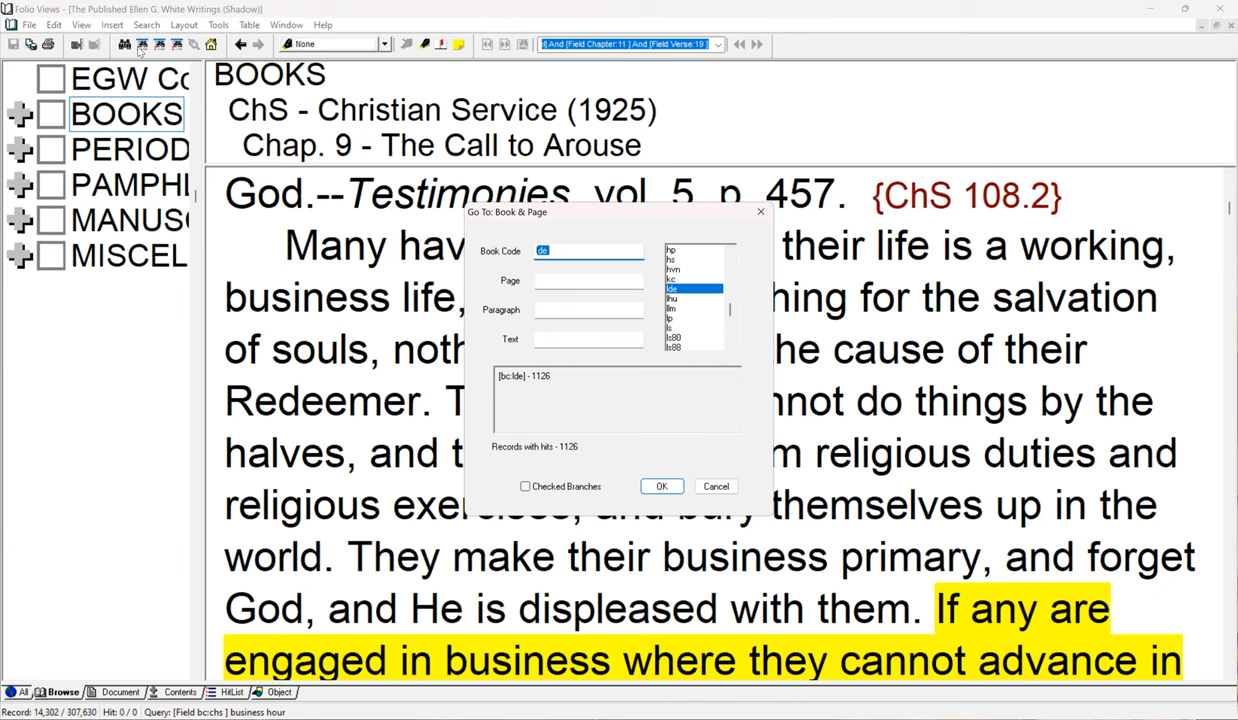 Folio Views - [The Published Ellen G. White Writings (Shadow)]
File Edit View Insert Search Layout Tools Table Window Help
None
And [Field Chapter:11 ] And [Field Verse:19 ]
EGW Co
BOOKS
PERIOD
PAMPHL
MANUS
MISCEL
BOOKS
ChS - Christian Service (1925)
Chap. 9 - The Call to Arouse
God.--Testimonies, vol. 5, p. 457. {ChS 108.2}
Many hav their life is a working,
business life, hing for the salvation
of souls, noth he cause of their
Redeemer. T nnot do things by the
halves, and t m religious duties and
religious exercises, and bury themselves up in the
world. They make their business primary, and forget
God, and He is displeased with them. If any are
engaged in business where they cannot advance in
Go To: Book & Page
Book Code
lde
Page
Paragraph
Text
hp
hs
hvn
kc
lde
lhu
llm
lp
ls
ls80
ls88
[bc:lde] - 1126
Records with hits - 1126
Checked Branches
OK
Cancel
All Browse Document Contents HitList Object
Record: 14,302 / 307,630 Hit: 0 / 0 Query: [Field bc:chs ] business hour